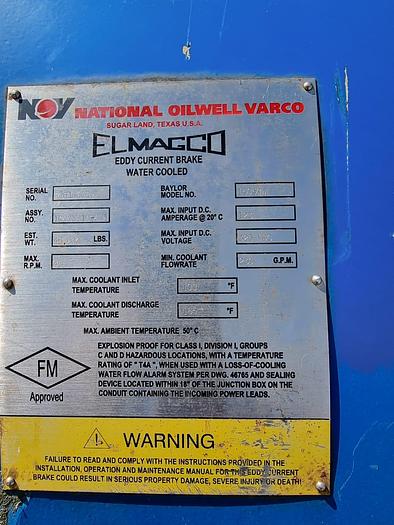 NOV NATIONAL OILWELL VARCO
SUGAR LAND, TEXAS U.S.A.
ELMAGCO
EDDY CURRENT BRAKE
WATER COOLED
SERIAL NO.
BAYLOR MODEL NO.
ASSY. NO.
MAX. INPUT D.C. AMPERAGE @ 20° C
EST. WT. LBS.
MAX. INPUT D.C. VOLTAGE
MAX. R.P.M.
MIN. COOLANT FLOWRATE G.P.M.
MAX. COOLANT INLET TEMPERATURE °F
MAX. COOLANT DISCHARGE TEMPERATURE °F
MAX. AMBIENT TEMPERATURE 50° C
FM
Approved
EXPLOSION PROOF FOR CLASS I, DIVISION I, GROUPS
C AND D HAZARDOUS LOCATIONS, WITH A TEMPERATURE
RATING OF " T4A ", WHEN USED WITH A LOSS-OF-COOLING
WATER FLOW ALARM SYSTEM PER DWG. 46765 AND SEALING
DEVICE LOCATED WITHIN 18" OF THE JUNCTION BOX ON THE
CONDUIT CONTAINING THE INCOMING POWER LEADS.
WARNING
FAILURE TO READ AND COMPLY WITH THE INSTRUCTIONS PROVIDED IN THE
INSTALLATION, OPERATION AND MAINTENANCE MANUAL FOR THE EDDY CURRENT
BRAKE COULD RESULT IN SERIOUS PROPERTY DAMAGE, SEVERE INJURY OR DEATH!